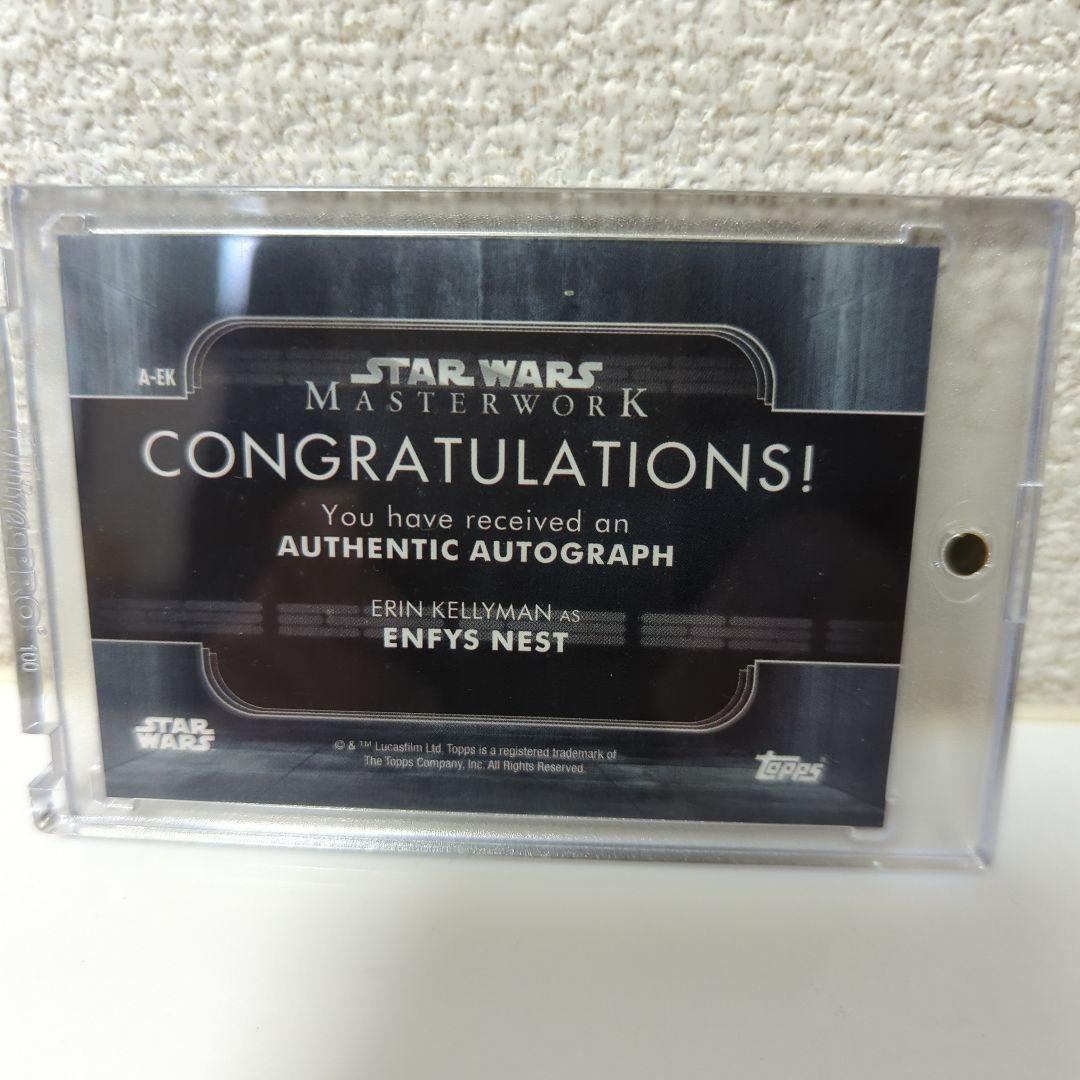 A-EK
STAR WARS
MASTERWORK
CONGRATULATIONS!
You have received an
AUTHENTIC AUTOGRAPH
ERIN KELLYMAN AS
ENFYS NEST
STAR
WARS
© & ™ Lucasfilm Ltd. Topps is a registered trademark of
The Topps Company, Inc. All Rights Reserved.
topps
100